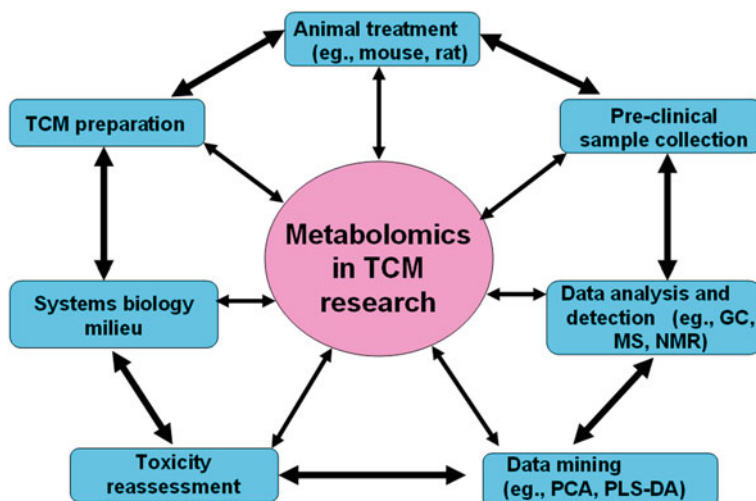 Animal treatment
(eg., mouse, rat)
TCM preparation
Pre-clinical
sample collection
Metabolomics
in TCM
research
Systems biology
milieu
Data analysis and
detection (eg., GC,
MS, NMR)
Toxicity
reassessment
Data mining
(eg., PCA, PLS-DA)